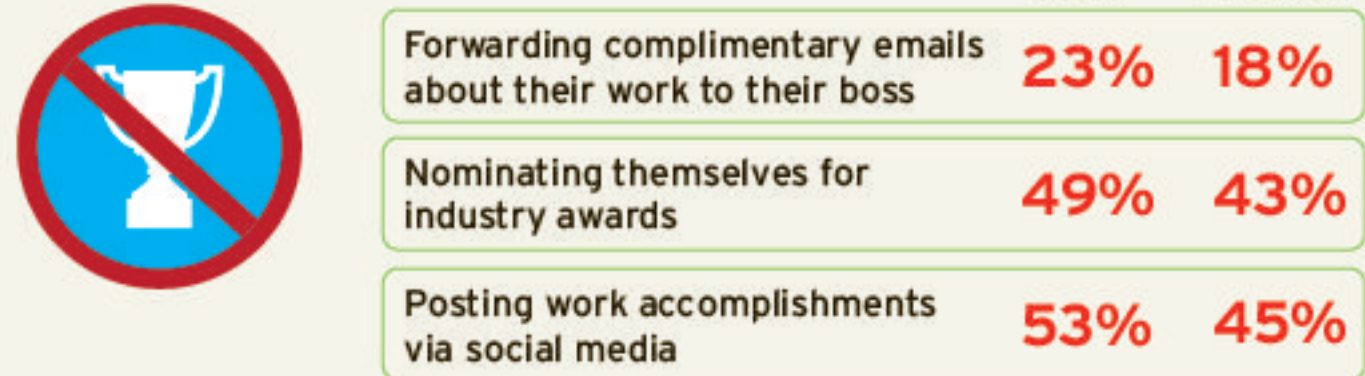 Forwarding complimentary emails 23% 18%
about their work to their boss
Nominating themselves for 49% 43%
industry awards
Posting work accomplishments 53% 45%
via social media